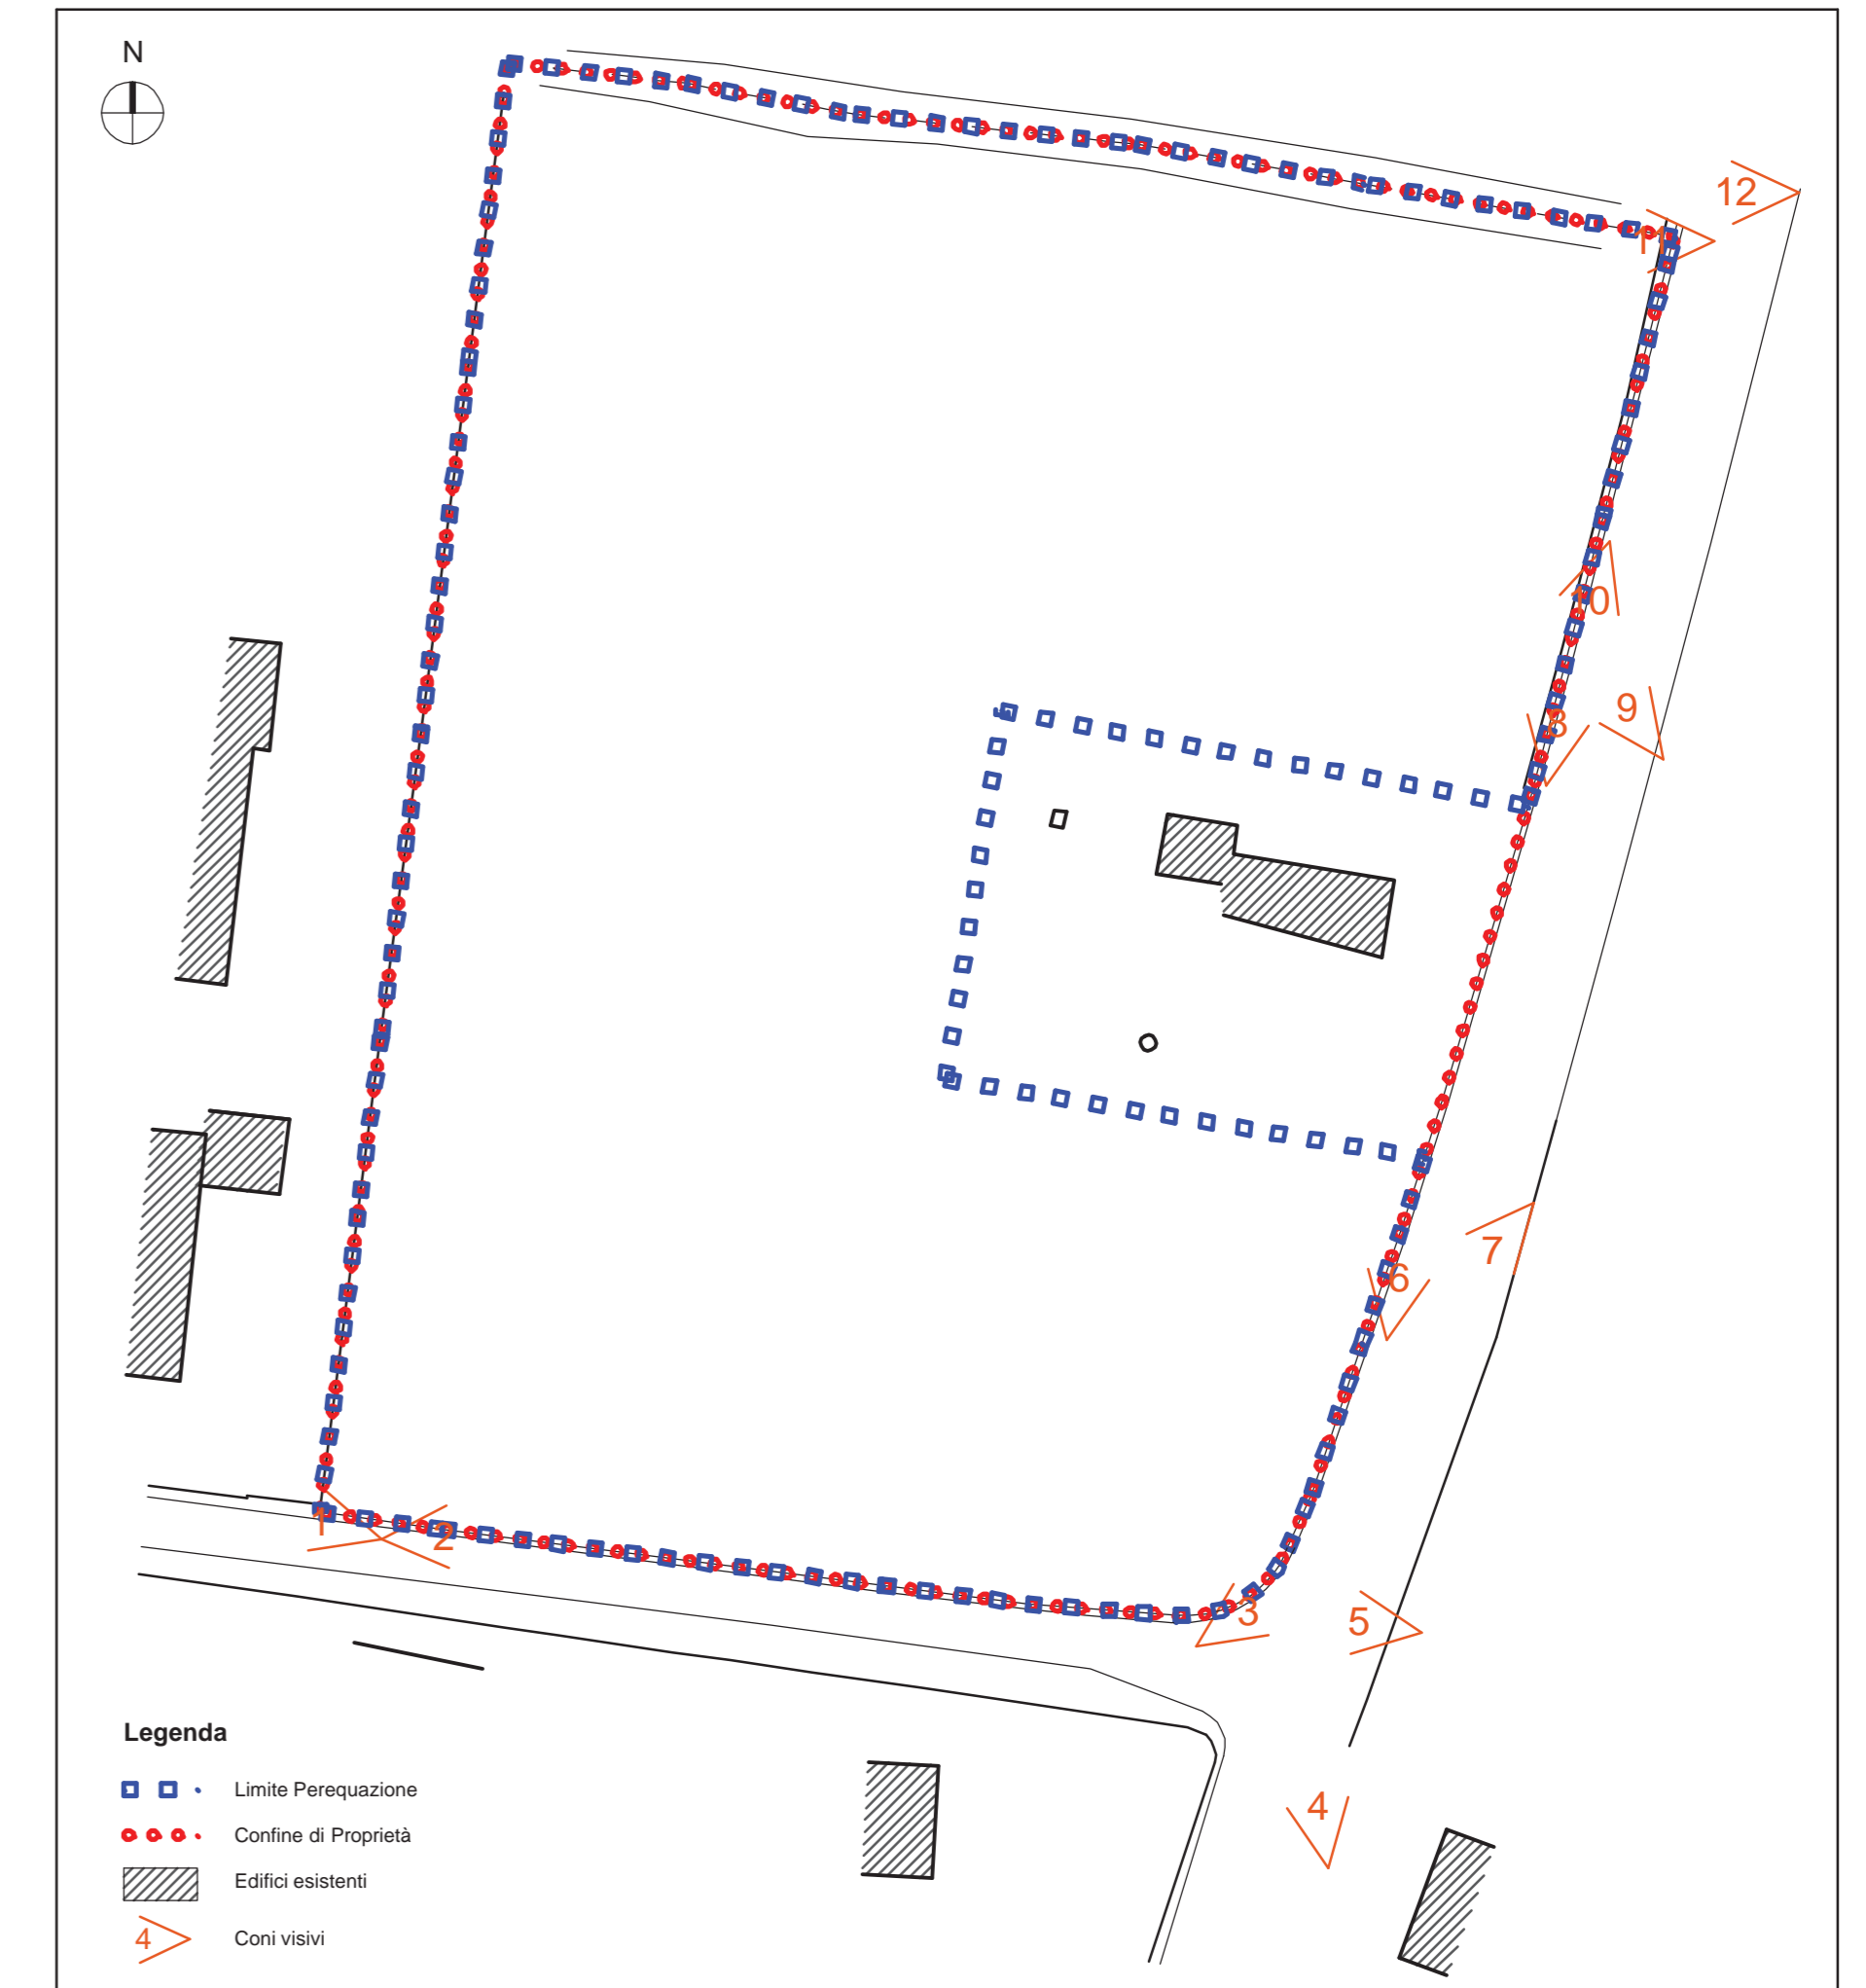 N
12
11
10
9
8
7
6
1
2
3
5
4
Legenda
Limite Perequazione
Confine di Proprietà
Edifici esistenti
4 Coni visivi